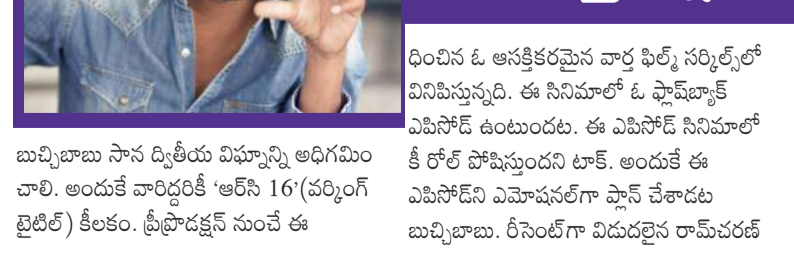 బుచ్చిబాబు సాన ద్వితీయ విఘ్నాన్ని అధిగమిం
చాలి. అందుకే వారిద్దరికీ ‘ఆర్‌సి 16’(వర్కింగ్
టైటిల్) కీలకం. ప్రీప్రొడక్షన్ నుంచే ఈ
ధించిన ఓ ఆసక్తికరమైన వార్త ఫిల్మ్ సర్కిల్స్‌లో
వినిపిస్తున్నది. ఈ సినిమాలో ఓ ఫ్లాష్‌బ్యాక్
ఎపిసోడ్ ఉంటుందట. ఈ ఎపిసోడ్ సినిమాలో
కీ రోల్ పోషిస్తుందని టాక్. అందుకే ఈ
ఎపిసోడ్‌ని ఎమోషనల్‌గా ప్లాన్ చేశాడట
బుచ్చిబాబు. రీసెంట్‌గా విడుదలైన రామ్‌చరణ్